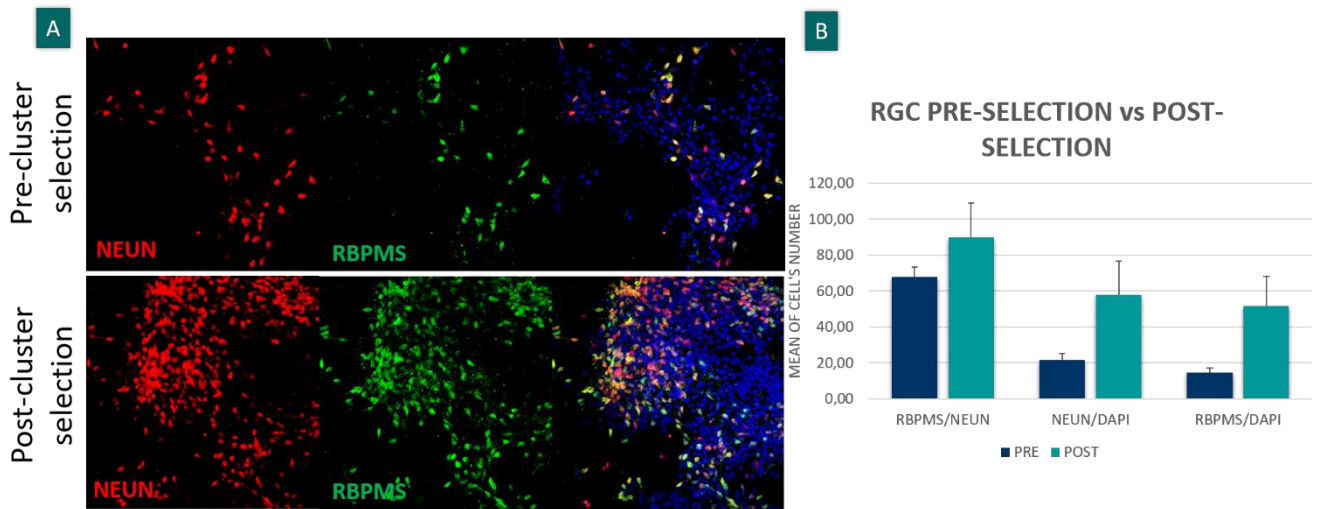 A
Pre-cluster
selection
NEUN
RBPMS
Post-cluster
selection
NEUN
RBPMS
B
RGC PRE-SELECTION vs POST-
SELECTION
MEAN OF CELL'S NUMBER
120,00
100,00
80,00
60,00
40,00
20,00
0,00
RBPMS/NEUN
NEUN/DAPI
RBPMS/DAPI
PRE
POST